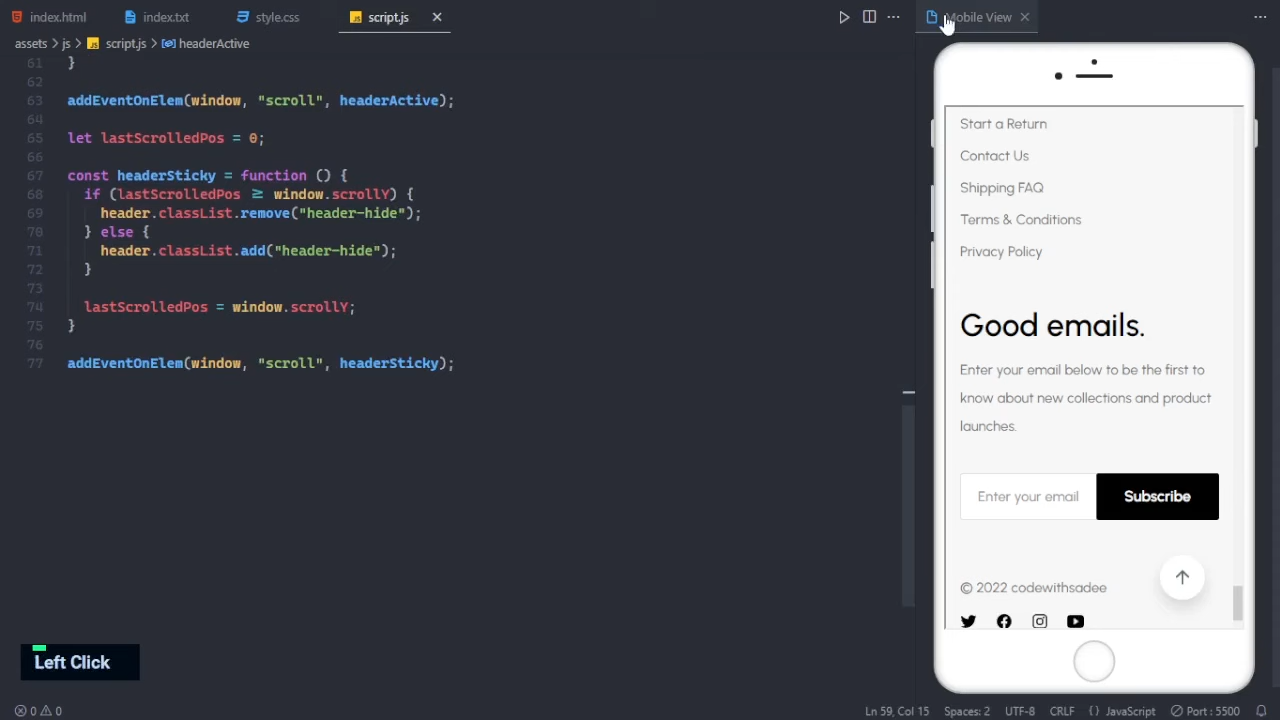 index.html
index.txt
style.css
JS script.js
Mobile View
assets > js > JS script.js > headerActive
61 }
62
63 addEventOnElem(window, "scroll", headerActive);
64
65 let lastScrolledPos = 0;
66
67 const headerSticky = function () {
68 if (lastScrolledPos ≥ window.scrollY) {
69 header.classList.remove("header-hide");
70 } else {
71 header.classList.add("header-hide");
72 }
73
74 lastScrolledPos = window.scrollY;
75 }
76
77 addEventOnElem(window, "scroll", headerSticky);
Start a Return
Contact Us
Shipping FAQ
Terms & Conditions
Privacy Policy
Good emails.
Enter your email below to be the first to
know about new collections and product
launches.
Enter your email
Subscribe
© 2022 codewithsadee
Left Click
0 0
Ln 59, Col 15
Spaces: 2
UTF-8
CRLF
{} JavaScript
Port : 5500